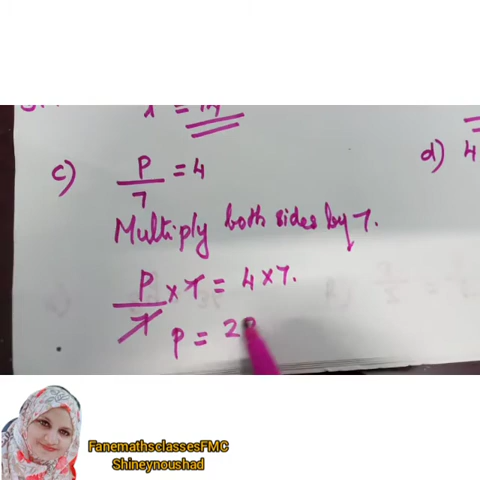 c) P/7 = 4
d) 4
Multiply both sides by 7.
P/7 × 7 = 4 × 7.
P = 2
FanemathsclassesFMC
Shineynoushad